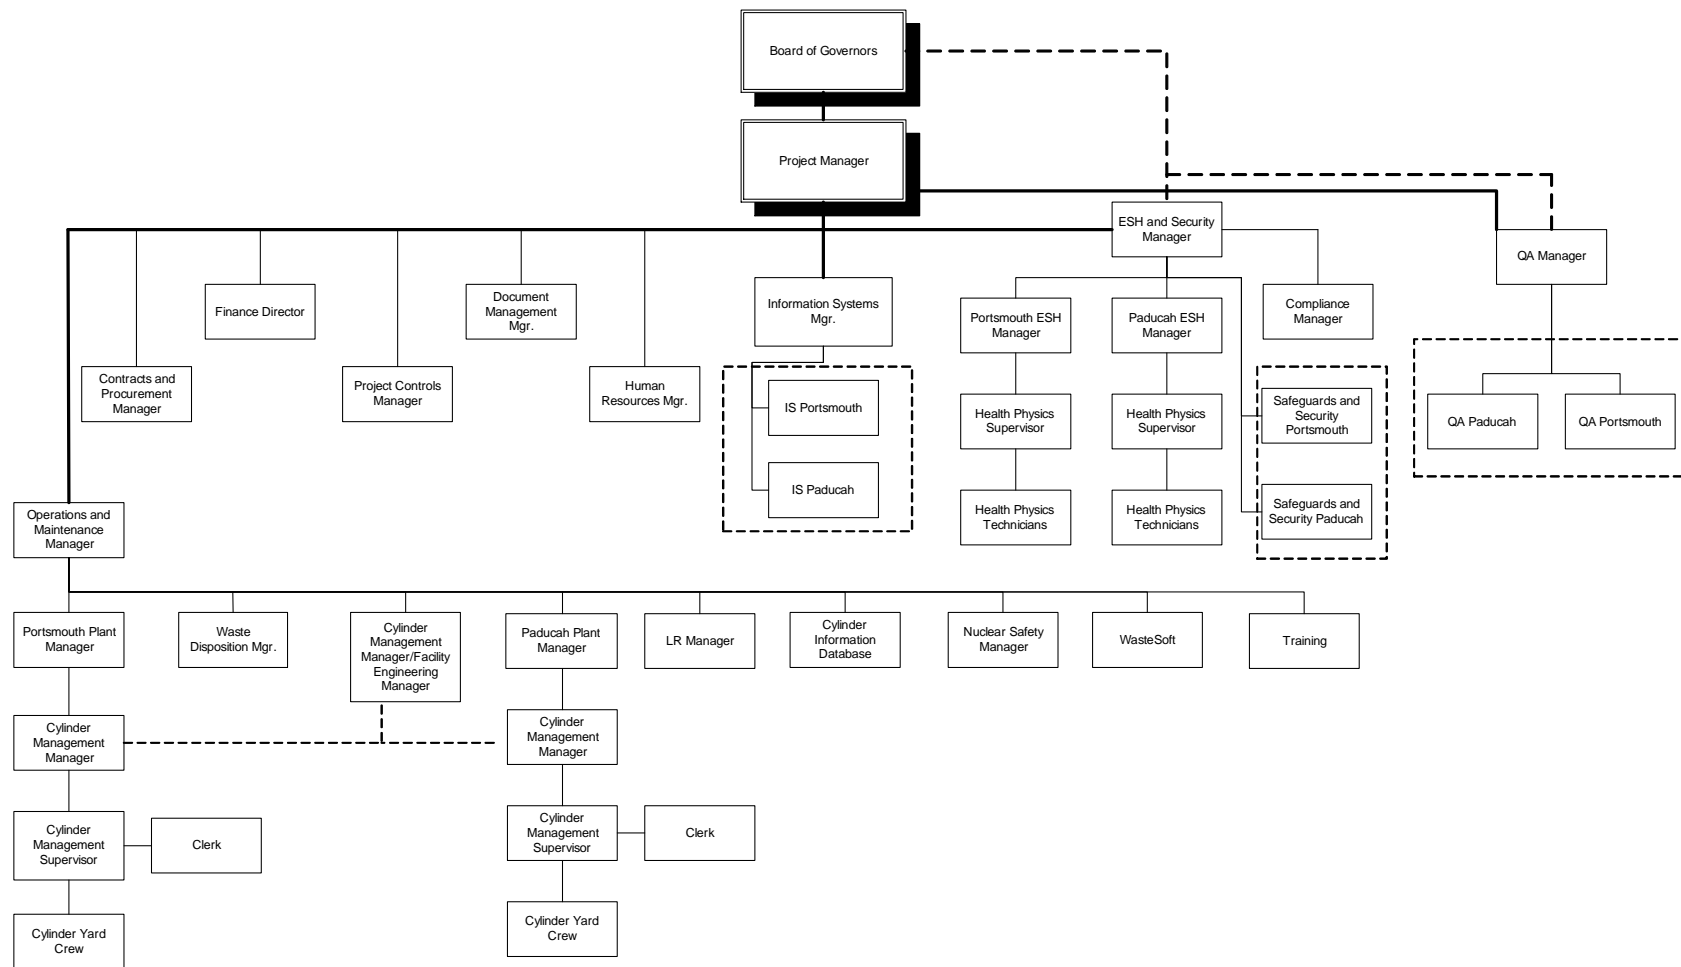 Board of Governors
Project Manager
ESH and Security
Manager
QA Manager
Finance Director
Document
Management
Mgr.
Information Systems
Mgr.
Portsmouth ESH
Manager
Paducah ESH
Manager
Compliance
Manager
Contracts and
Procurement
Manager
Project Controls
Manager
Human
Resources Mgr.
IS Portsmouth
IS Paducah
Health Physics
Supervisor
Health Physics
Supervisor
Safeguards and
Security
Portsmouth
QA Paducah
QA Portsmouth
Health Physics
Technicians
Health Physics
Technicians
Safeguards and
Security Paducah
Operations and
Maintenance
Manager
Portsmouth Plant
Manager
Waste
Disposition Mgr.
Cylinder
Management
Manager/Facility
Engineering
Manager
Paducah Plant
Manager
LR Manager
Cylinder
Information
Database
Nuclear Safety
Manager
WasteSoft
Training
Cylinder
Management
Manager
Cylinder
Management
Manager
Cylinder
Management
Supervisor
Clerk
Cylinder
Management
Supervisor
Clerk
Cylinder Yard
Crew
Cylinder Yard
Crew